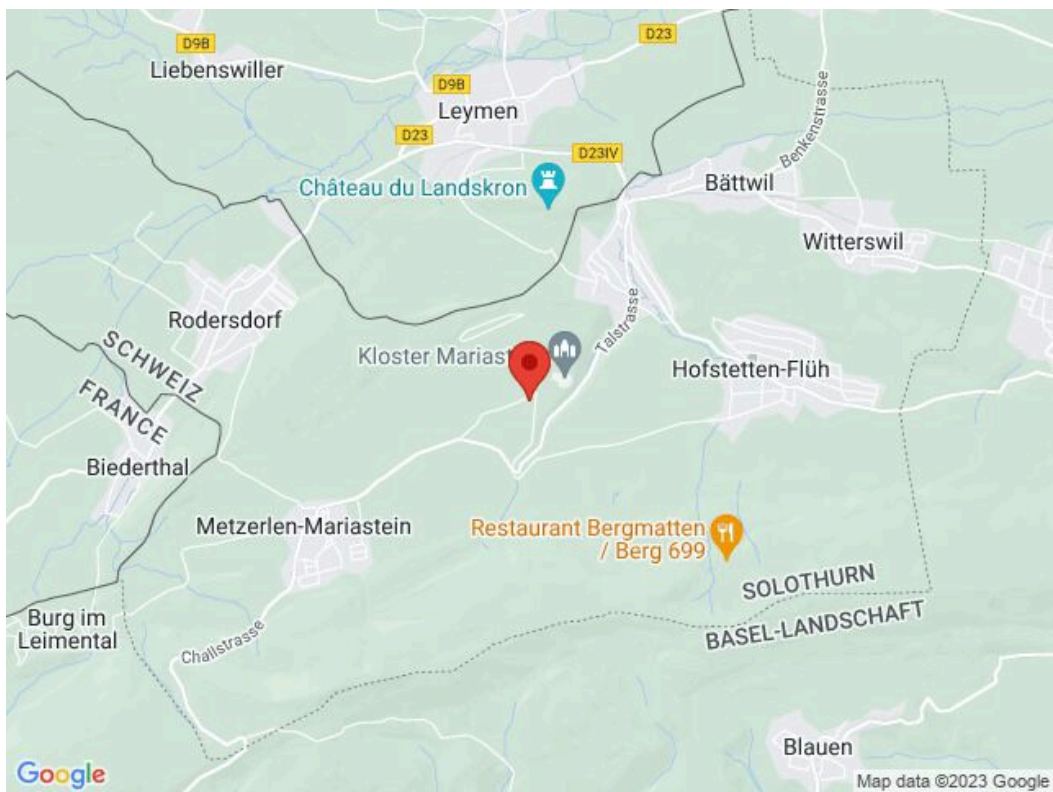 D9B
D23
Liebenswiller
D9B
Leymen
D23
D23IV
Benkenstrasse
Château du Landskron
Bättwil
Witterswil
Rodersdorf
Talstrasse
Kloster Mariast
SCHWEIZ
Hofstetten-Flüh
FRANCE
Biederthal
Metzerlen-Mariastein
Restaurant Bergmatten
/ Berg 699
SOLOTHURN
BASEL-LANDSCHAFT
Burg im
Leimental
Challstrasse
Blauen
Google
Map data ©2023 Google